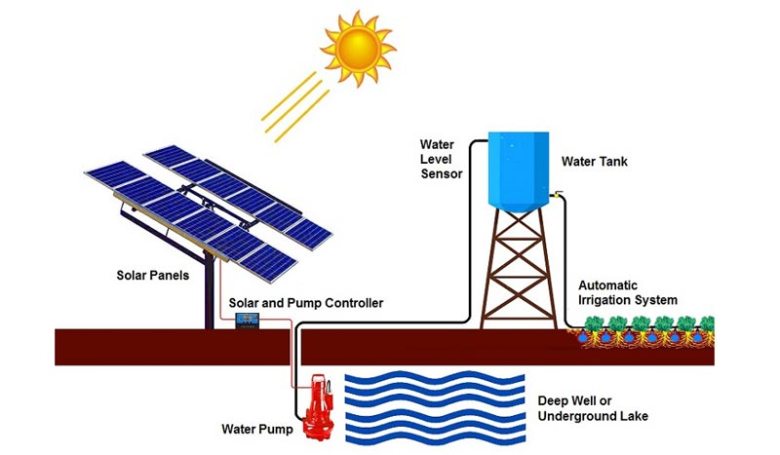 Water
Level
Sensor
Water Tank
Solar Panels
Automatic
Irrigation System
Solar and Pump Controller
Deep Well or
Underground Lake
Water Pump